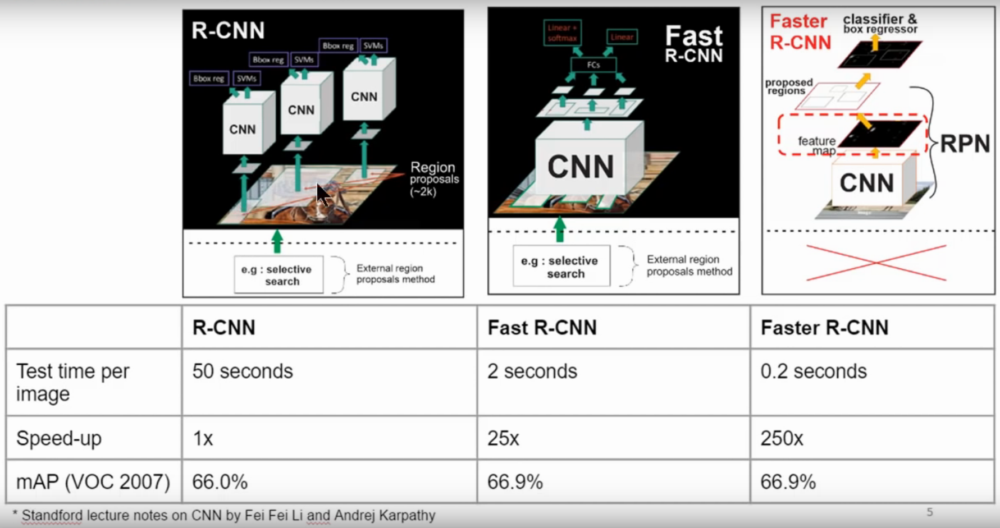 R-CNN
Bbox reg
SVMs
Bbox reg
SVMs
Bbox reg
SVMs
CNN
CNN
CNN
Region
proposals
(~2k)
e.g : selective
search
External region
proposals method
Fast
R-CNN
Linear +
softmax
Linear
FCs
CNN
e.g : selective
search
External region
proposals method
Faster
R-CNN
classifier &
box regressor
proposed
regions
feature
map
CNN
RPN
R-CNN Fast R-CNN Faster R-CNN
Test time per
image
50 seconds 2 seconds 0.2 seconds
Speed-up 1x 25x 250x
mAP (VOC 2007) 66.0% 66.9% 66.9%
* Standford lecture notes on CNN by Fei Fei Li and Andrej Karpathy
5